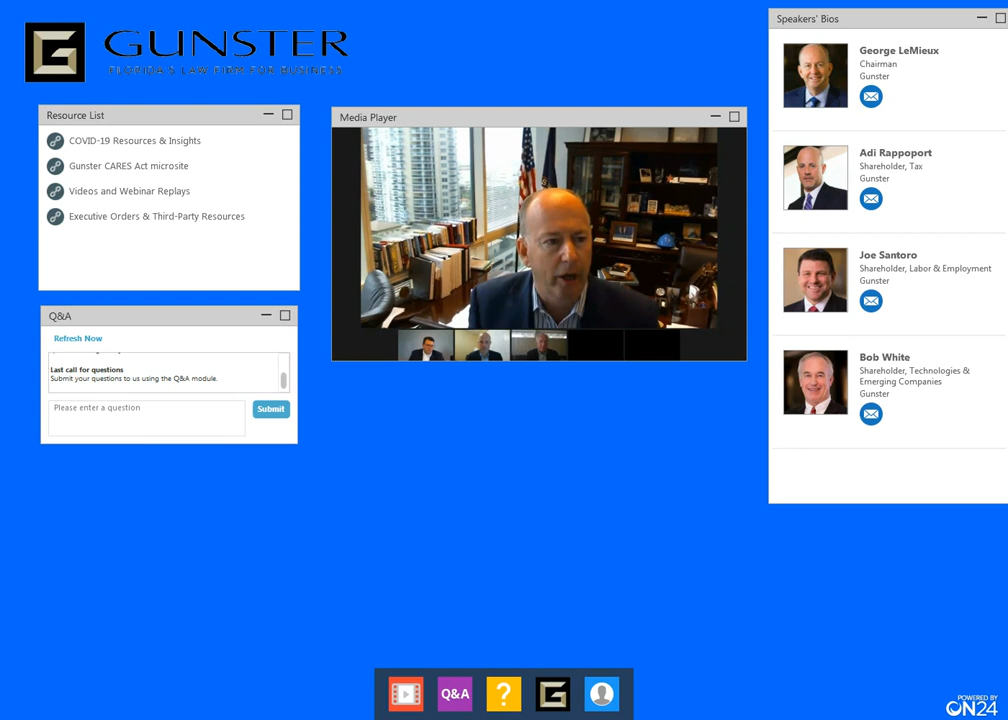 GUNSTER
FLORIDA'S LAW FIRM FOR BUSINESS
Resource List
COVID-19 Resources & Insights
Gunster CARES Act microsite
Videos and Webinar Replays
Executive Orders & Third-Party Resources
Q&A
Refresh Now
Last call for questions
Submit your questions to us using the Q&A module.
Please enter a question
Submit
Media Player
Speakers' Bios
George LeMieux
Chairman
Gunster
Adi Rappoport
Shareholder, Tax
Gunster
Joe Santoro
Shareholder, Labor & Employment
Gunster
Bob White
Shareholder, Technologies &
Emerging Companies
Gunster
Q&A
?
POWERED BY
ON24